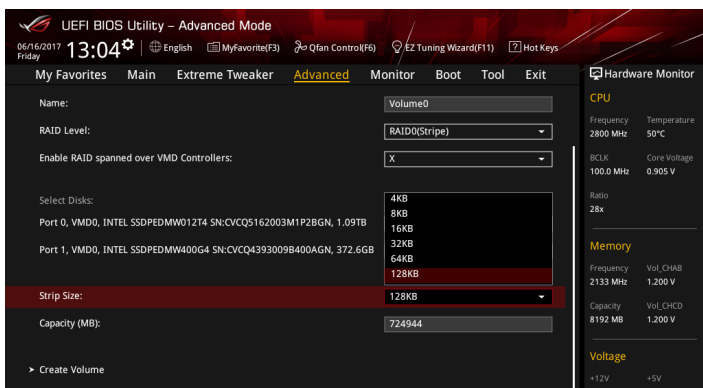 UEFI BIOS Utility – Advanced Mode
06/16/2017 Friday 13:04 English MyFavorite(F3) Qfan Control(F6) EZ Tuning Wizard(F11) ? Hot Keys
My Favorites Main Extreme Tweaker Advanced Monitor Boot Tool Exit
Hardware Monitor
Name: Volume0
RAID Level: RAID0(Stripe)
Enable RAID spanned over VMD Controllers: X
Select Disks:
Port 0, VMD0, INTEL SSDPEDMW012T4 SN:CVCQ5162003M1P2BGN, 1.09TB
Port 1, VMD0, INTEL SSDPEDMW400G4 SN:CVCQ4393009B400AGN, 372.6GB
4KB
8KB
16KB
32KB
64KB
128KB
Strip Size: 128KB
Capacity (MB): 724944
> Create Volume
CPU
Frequency Temperature
2800 MHz 50°C
BCLK Core Voltage
100.0 MHz 0.905 V
Ratio
28x
Memory
Frequency Vol_CHAB
2133 MHz 1.200 V
Capacity Vol_CHCD
8192 MB 1.200 V
Voltage
+12V +5V